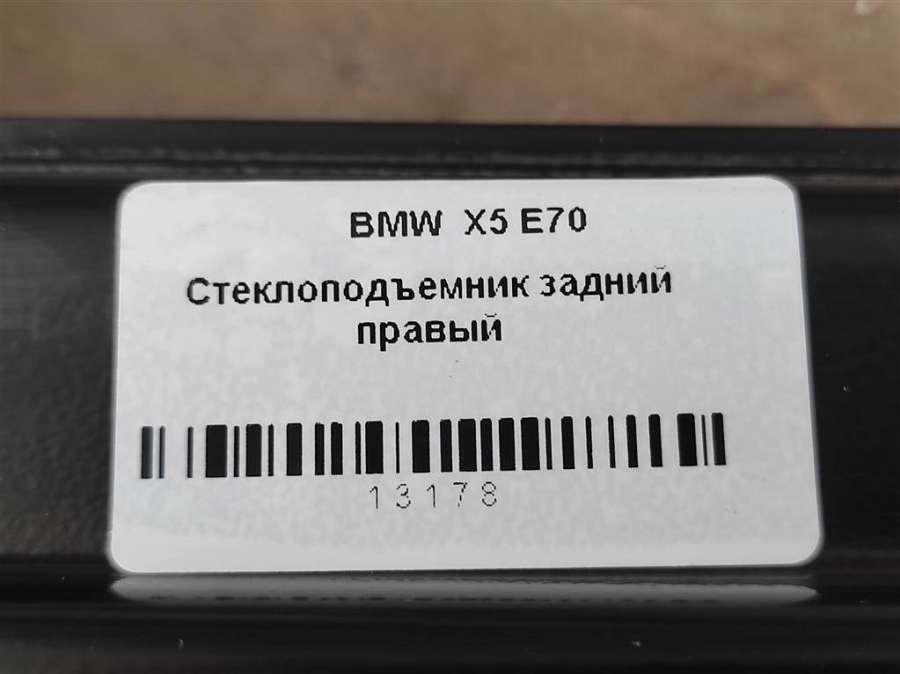 BMW X5 E70
Стеклоподъемник задний
правый
13178